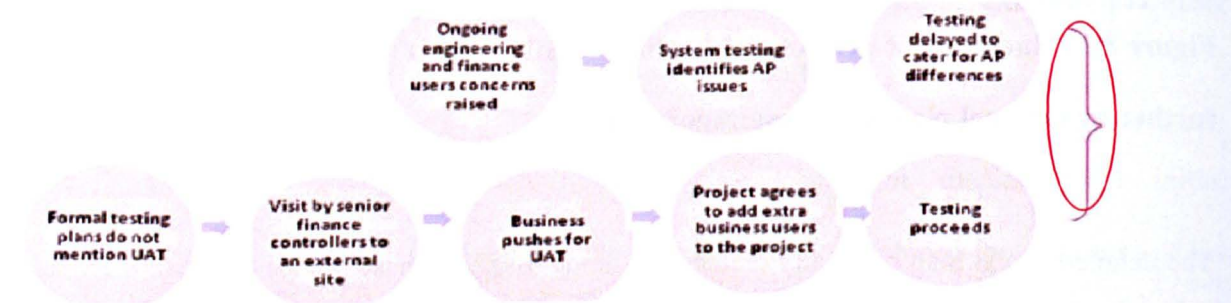 Ongoing
engineering
and finance
users concerns
raised
System testing
identifies AP
issues
Testing
delayed to
cater for AP
differences
Formal testing
plans do not
mention UAT
Visit by senior
finance
controllers to
an external
site
Business
pushes for
UAT
Project agrees
to add extra
business users
to the project
Testing
proceeds